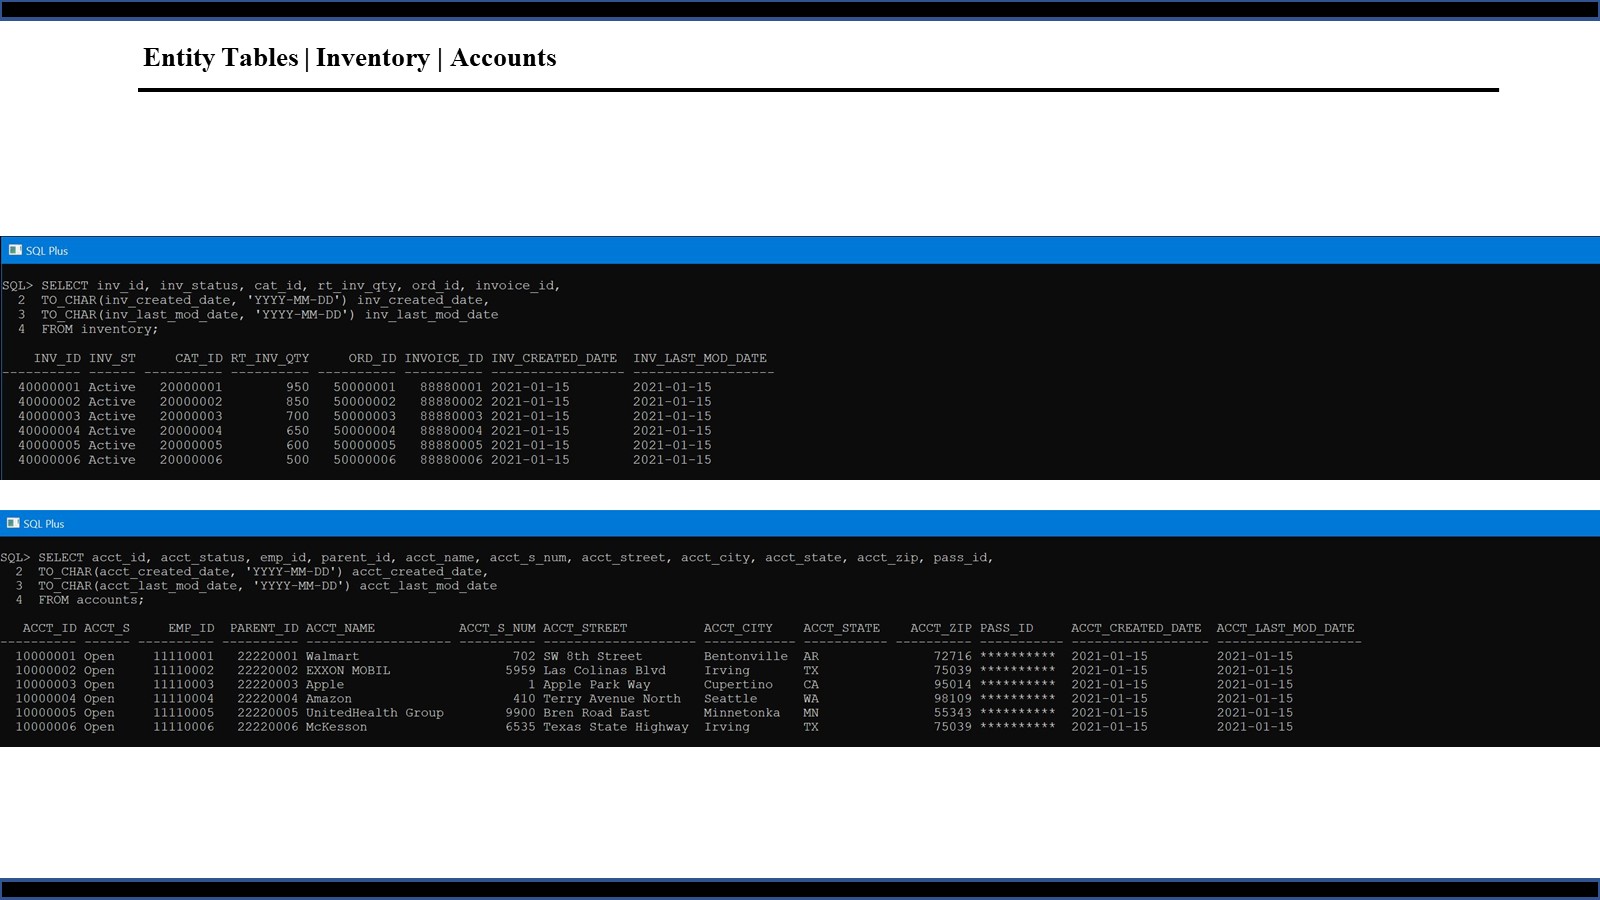 Entity Tables | Inventory | Accounts
SQL Plus
SQL> SELECT inv_id, inv_status, cat_id, rt_inv_qty, ord_id, invoice_id,
2 TO_CHAR(inv_created_date, 'YYYY-MM-DD') inv_created_date,
3 TO_CHAR(inv_last_mod_date, 'YYYY-MM-DD') inv_last_mod_date
4 FROM inventory;
INV_ID INV_ST CAT_ID RT_INV_QTY ORD_ID INVOICE_ID INV_CREATED_DATE INV_LAST_MOD_DATE
---------- ------ ---------- ---------- ---------- ---------- ----------------- ------------------
40000001 Active 20000001 950 50000001 88880001 2021-01-15 2021-01-15
40000002 Active 20000002 850 50000002 88880002 2021-01-15 2021-01-15
40000003 Active 20000003 700 50000003 88880003 2021-01-15 2021-01-15
40000004 Active 20000004 650 50000004 88880004 2021-01-15 2021-01-15
40000005 Active 20000005 600 50000005 88880005 2021-01-15 2021-01-15
40000006 Active 20000006 500 50000006 88880006 2021-01-15 2021-01-15
SQL Plus
SQL> SELECT acct_id, acct_status, emp_id, parent_id, acct_name, acct_s_num, acct_street, acct_city, acct_state, acct_zip, pass_id,
2 TO_CHAR(acct_created_date, 'YYYY-MM-DD') acct_created_date,
3 TO_CHAR(acct_last_mod_date, 'YYYY-MM-DD') acct_last_mod_date
4 FROM accounts;
ACCT_ID ACCT_S EMP_ID PARENT_ID ACCT_NAME ACCT_S_NUM ACCT_STREET ACCT_CITY ACCT_STATE ACCT_ZIP PASS_ID ACCT_CREATED_DATE ACCT_LAST_MOD_DATE
---------- ------ ---------- ---------- ------------------- ---------- -------------------- ------------ ----------- ---------- ----------- ------------------ -------------------
10000001 Open 11110001 22220001 Walmart 702 SW 8th Street Bentonville AR 72716 ********** 2021-01-15 2021-01-15
10000002 Open 11110002 22220002 EXXON MOBIL 5959 Las Colinas Blvd Irving TX 75039 ********** 2021-01-15 2021-01-15
10000003 Open 11110003 22220003 Apple 1 Apple Park Way Cupertino CA 95014 ********** 2021-01-15 2021-01-15
10000004 Open 11110004 22220004 Amazon 410 Terry Avenue North Seattle WA 98109 ********** 2021-01-15 2021-01-15
10000005 Open 11110005 22220005 UnitedHealth Group 9900 Bren Road East Minnetonka MN 55343 ********** 2021-01-15 2021-01-15
10000006 Open 11110006 22220006 McKesson 6535 Texas State Highway Irving TX 75039 ********** 2021-01-15 2021-01-15